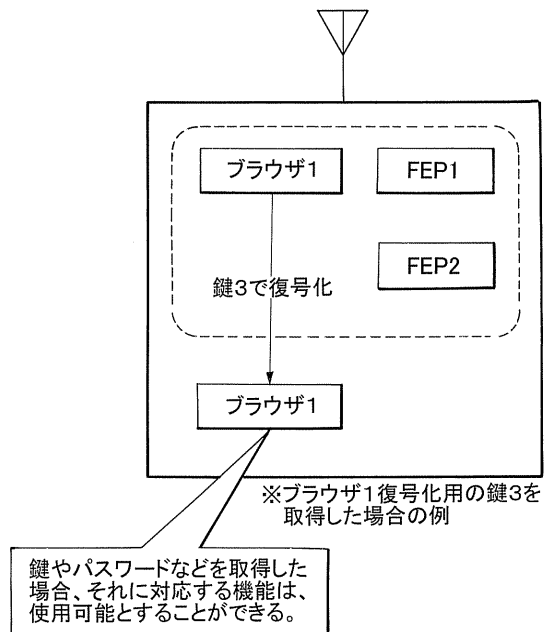 ブラウザ1
FEP1
FEP2
鍵3で復号化
ブラウザ1
※ブラウザ1復号化用の鍵3を
取得した場合の例
鍵やパスワードなどを取得した
場合、それに対応する機能は、
使用可能とすることができる。